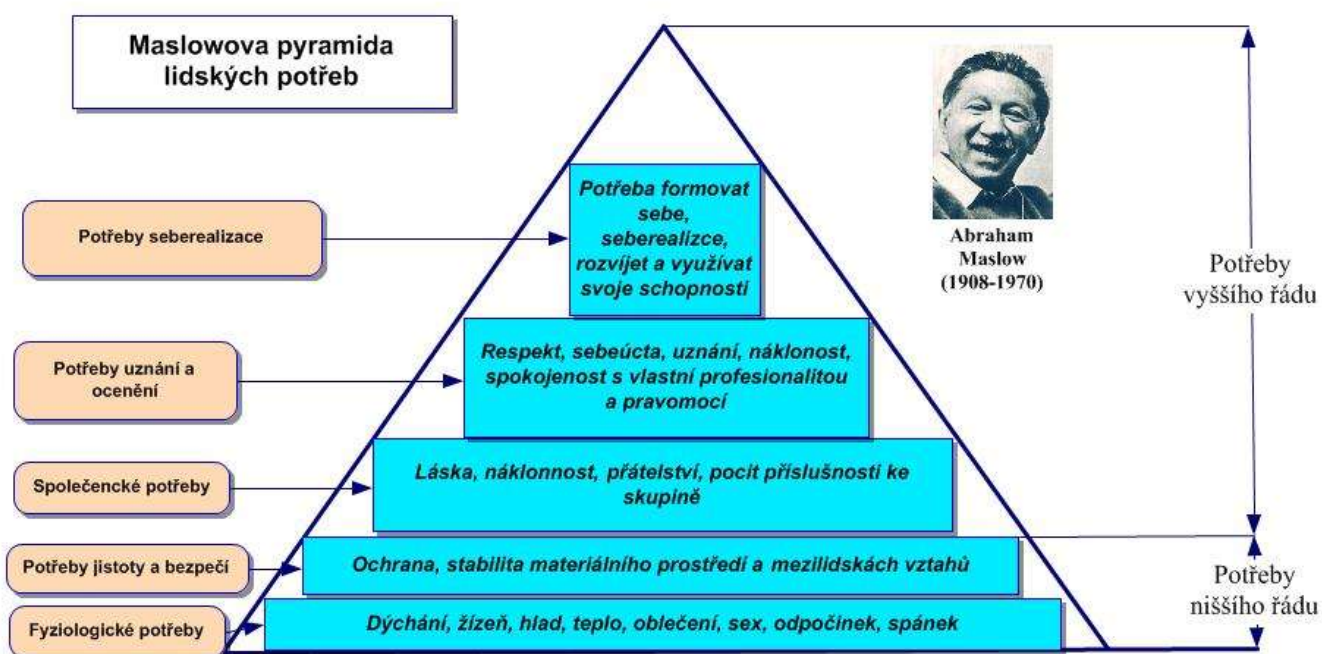 Maslowova pyramida
lidských potřeb
Potřeby seberealizace
Potřeba formovat
sebe,
seberealizce,
rozvíjet a využívat
svoje schopnosti
Abraham
Maslow
(1908-1970)
Potřeby
vyššího řádu
Potřeby uznání a
ocenění
Respekt, sebeúcta, uznání, náklonost,
spokojenost s vlastní profesionalitou
a pravomocí
Společencké potřeby
Láska, náklonnost, přátelství, pocit příslušnosti ke
skupině
Potřeby jistoty a bezpečí
Ochrana, stabilita materiálního prostředí a mezilidskách vztahů
Potřeby
niššího řádu
Fyziologické potřeby
Dýchání, žízeň, hlad, teplo, oblečení, sex, odpočinek, spánek